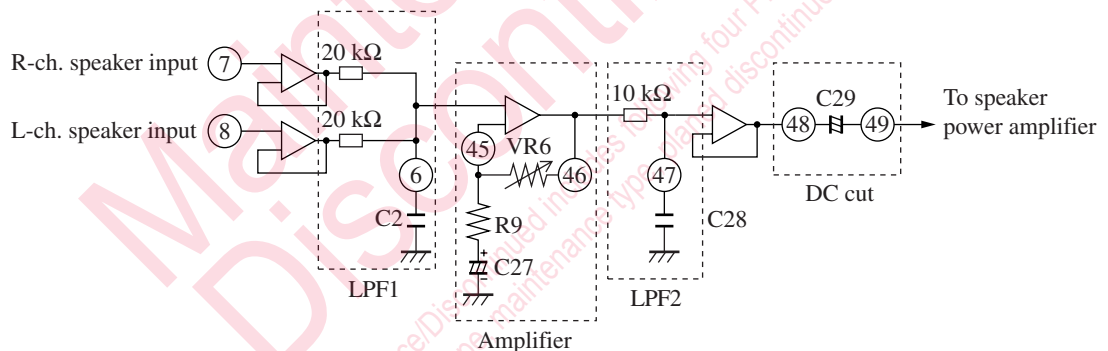 R-ch. speaker input
7
20 kΩ
L-ch. speaker input
8
20 kΩ
6
C2
LPF1
45
VR6
46
R9
+
C27
−
Amplifier
10 kΩ
47
C28
LPF2
48
C29
49
DC cut
To speaker
power amplifier